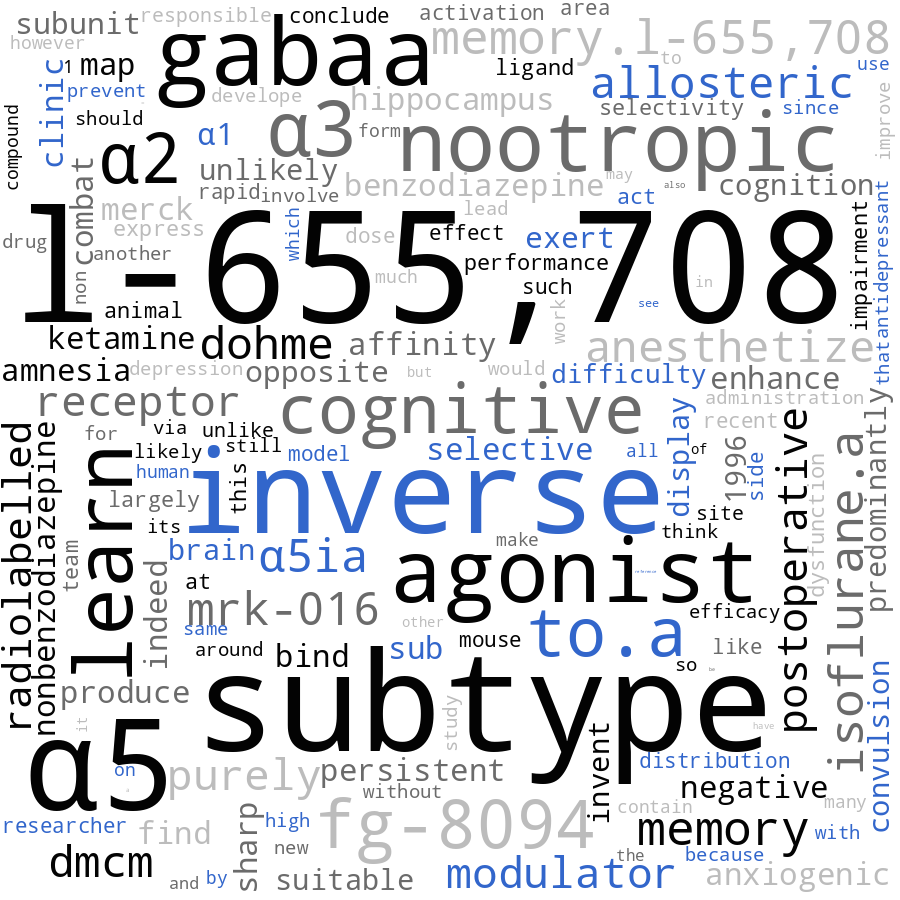 subunit
responsible
conclude
activation
area
however
gabaa
memory.l-655,708
1
map
ligand
to
use
prevent
develope
hippocampus
allosteric
clinic
compound
should
α1
α3
form
selectivity
since
improve
α2
nootropic
combat
unlikely
rapid
involve
benzodiazepine
may
also
cognition
act
merck
express
which
lead
l-655,708
drug
another
non
dose
effect
exert
performance
much
such
in
see
impairment
antidepressant
that
animal
work
ketamine
dohme
affinity
anesthetize
amnesia
depression
opposite
but
would
difficulty
enhance
receptor
cognitive
administration
recent
for
via
unlike
likely
still
model
selective
all
display
of
human
inverse
this
1996
side
postoperative
isoflurane.a
predominantly
dysfunction
radiolabelled
nonbenzodiazepine
learn
largely
its
site
think
brain
α5ia
make
agonist
team
indeed
at
mrk-016
same
other
efficacy
to.a
around
bind
sub
mouse
like
so
produce
subtype
be
it
study
have
α5
on
purely
persistent
invent
distribution
convulsion
without
negative
contain
many
researcher
find
sharp
high
fg-8094
memory
with
new
the
because
dmcm
and
by
suitable
modulator
anxiogenic